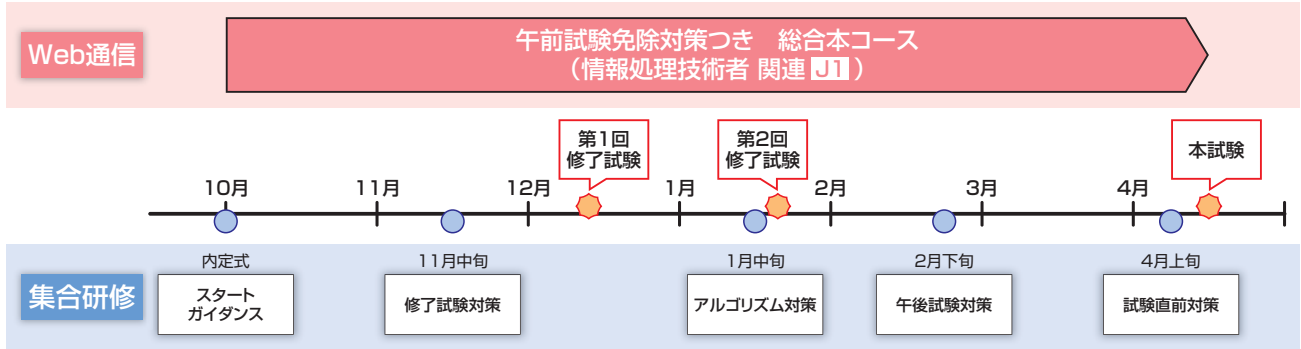 Web通信
午前試験免除対策つき　総合本コース
（情報処理技術者 関連 J1 ）
第1回
修了試験
第2回
修了試験
本試験
10月
11月
12月
1月
2月
3月
4月
集合研修
内定式
スタート
ガイダンス
11月中旬
修了試験対策
1月中旬
アルゴリズム対策
2月下旬
午後試験対策
4月上旬
試験直前対策